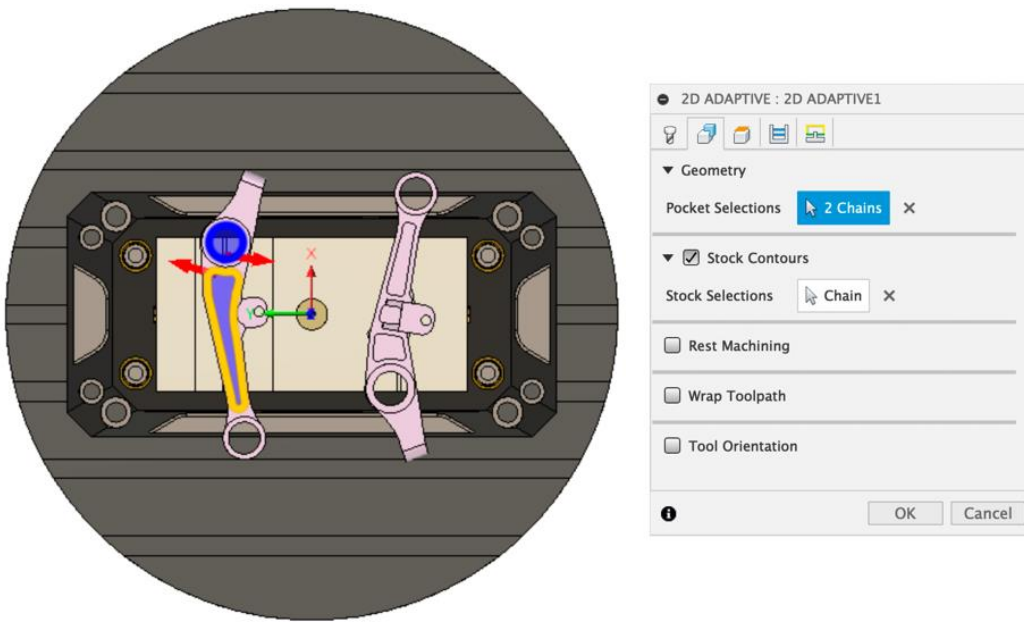 2D ADAPTIVE : 2D ADAPTIVE1
Geometry
Pocket Selections 2 Chains
Stock Contours
Stock Selections Chain
Rest Machining
Wrap Toolpath
Tool Orientation
OK Cancel
X
Y